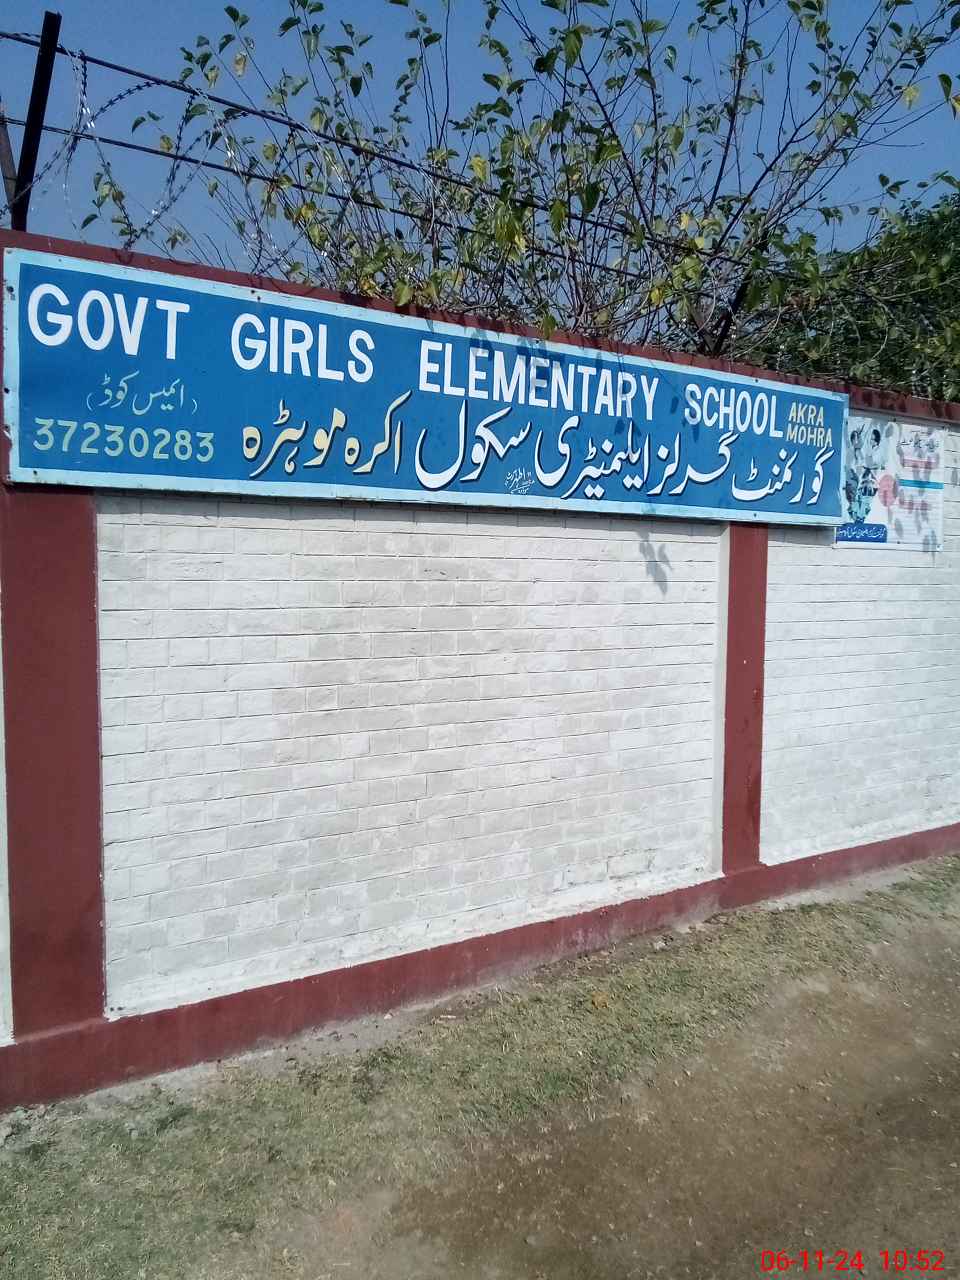 GOVT GIRLS ELEMENTARY SCHOOL AKRA MOHRA
گورنمنٹ گرلز ایلیمنٹری سکول اکرہ موہڑہ
(ایمیس کوڈ)
37230283
06-11-24 10:52